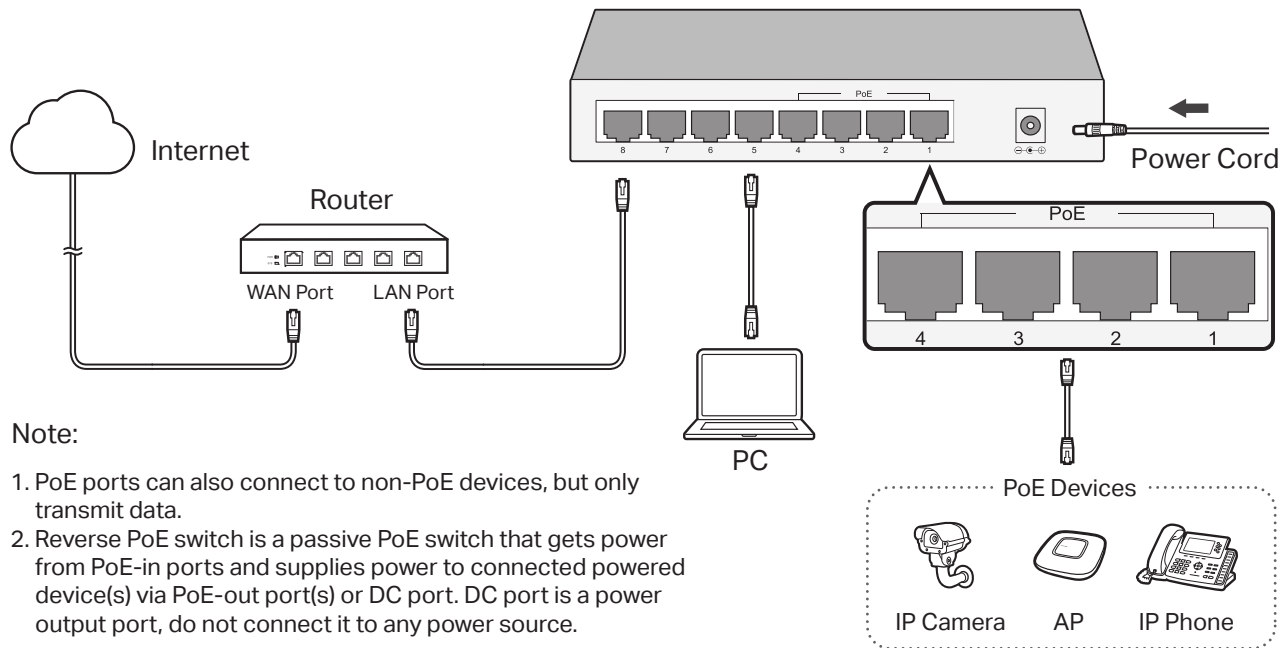 PoE
8 7 6 5 4 3 2 1
Internet
Power Cord
Router
PoE
WAN Port LAN Port
4 3 2 1
Note:
PC
1. PoE ports can also connect to non-PoE devices, but only
transmit data.
2. Reverse PoE switch is a passive PoE switch that gets power
from PoE-in ports and supplies power to connected powered
device(s) via PoE-out port(s) or DC port. DC port is a power
output port, do not connect it to any power source.
PoE Devices
IP Camera AP IP Phone